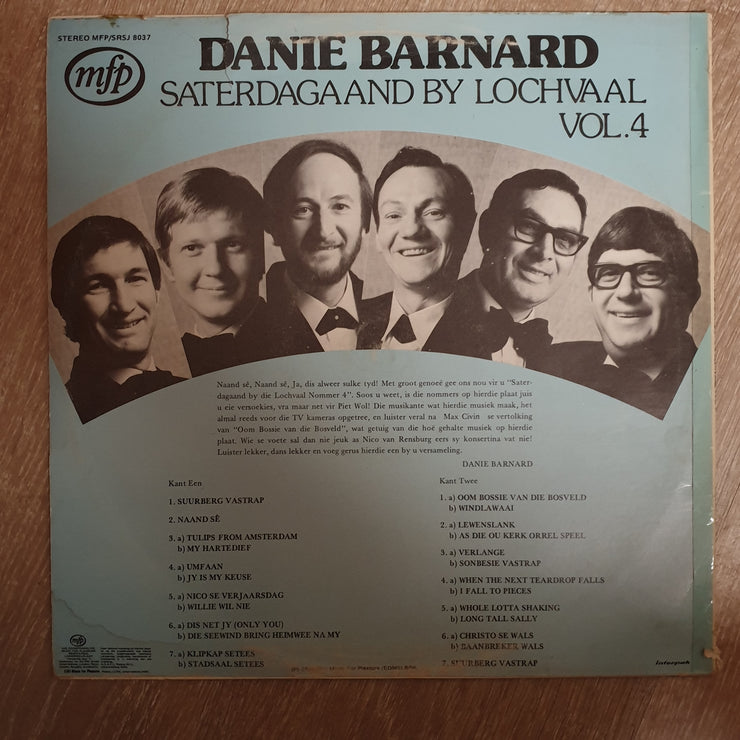 STEREO MFP/SRSJ 8037
mfp
DANIE BARNARD
SATERDAGAAND BY LOCHVAAL
VOL.4
Naand sê, Naand sê, Ja, dis alweer sulke tyd! Met groot genoeë gee ons nou vir u "Sater-
dagaand by die Lochvaal Nommer 4". Soos u weet, is die nommers op hierdie plaat juis
u eie versoekies, vra maar net vir Piet Wol! Die musikante wat hierdie musiek maak, het
almal reeds voor die TV kameras opgetree, en luister veral na Max Civin se vertolking
van "Oom Bossie van die Bosveld", wat getuig van die hoë gehalte musiek op hierdie
plaat. Wie se voete sal dan nie jeuk as Nico van Rensburg eers sy konsertina vat nie!
Luister lekker, dans lekker en voeg gerus hierdie een by u versameling.
DANIE BARNARD
Kant Een
1. SUURBERG VASTRAP
2. NAAND SÊ
3. a) TULIPS FROM AMSTERDAM
b) MY HARTEDIEF
4. a) UMFAAN
b) JY IS MY KEUSE
5. a) NICO SE VERJAARSDAG
b) WILLIE WIL NIE
6. a) DIS NET JY (ONLY YOU)
b) DIE SEEWIND BRING HEIMWEE NA MY
7. a) KLIPKAP SETEES
b) STADSAAL SETEES
Kant Twee
1. a) OOM BOSSIE VAN DIE BOSVELD
b) WINDLAWAAI
2. a) LEWENSLANK
b) AS DIE OU KERK ORREL SPEEL
3. a) VERLANGE
b) SONBESIE VASTRAP
4. a) WHEN THE NEXT TEARDROP FALLS
b) I FALL TO PIECES
5. a) WHOLE LOTTA SHAKING
b) LONG TALL SALLY
6. a) CHRISTO SE WALS
b) BAANBREKER WALS
7. SUURBERG VASTRAP
mfp
Interpak